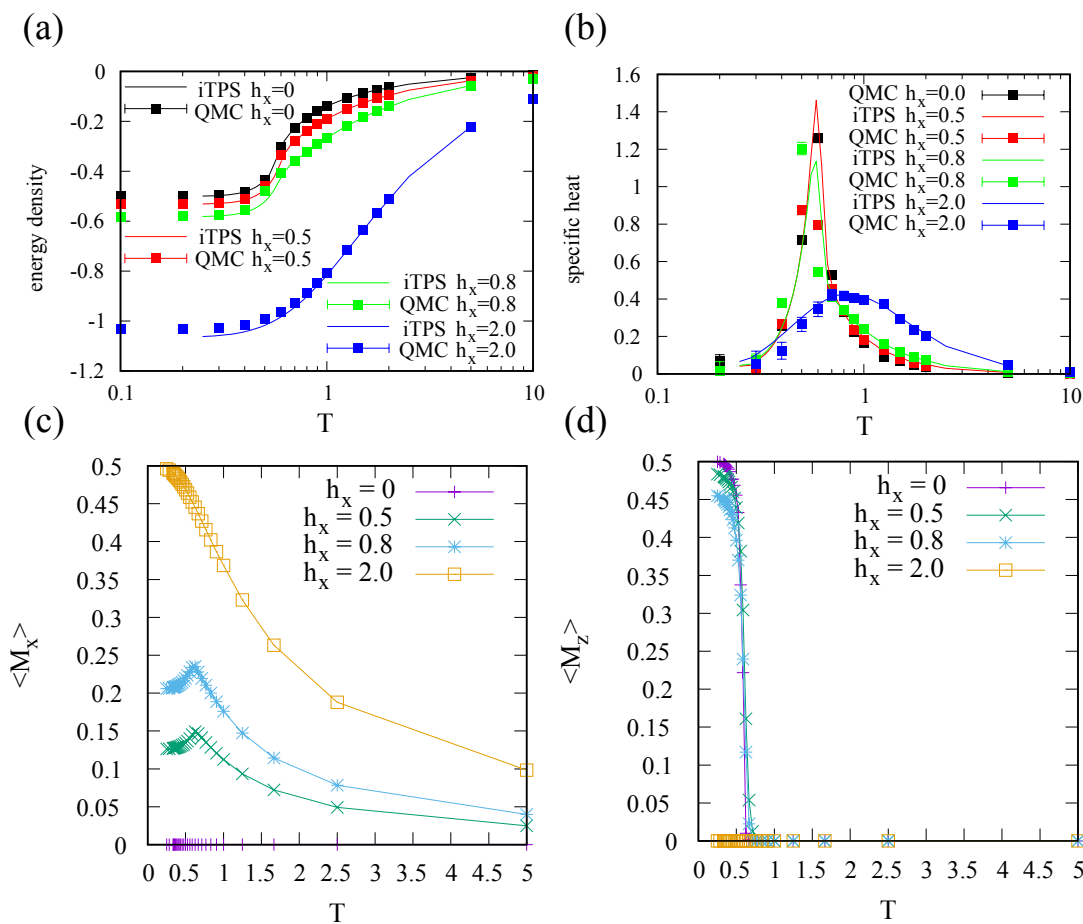 (a)
0
-0.2
-0.4
-0.6
-0.8
-1
-1.2
energy density
iTPS h_x=0
QMC h_x=0
iTPS h_x=0.5
QMC h_x=0.5
iTPS h_x=0.8
QMC h_x=0.8
iTPS h_x=2.0
QMC h_x=2.0
0.1 1 10
T
(b)
1.6
1.4
1.2
1
0.8
0.6
0.4
0.2
0
specific heat
QMC h_x=0.0
iTPS h_x=0.5
QMC h_x=0.5
iTPS h_x=0.8
QMC h_x=0.8
iTPS h_x=2.0
QMC h_x=2.0
0.1 1 10
T
(c)
0.5
0.45
0.4
0.35
0.3
0.25
0.2
0.15
0.1
0.05
0
<M_x>
h_x = 0
h_x = 0.5
h_x = 0.8
h_x = 2.0
0 0.5 1 1.5 2 2.5 3 3.5 4 4.5 5
T
(d)
0.5
0.45
0.4
0.35
0.3
0.25
0.2
0.15
0.1
0.05
0
<M_z>
h_x = 0
h_x = 0.5
h_x = 0.8
h_x = 2.0
0 0.5 1 1.5 2 2.5 3 3.5 4 4.5 5
T